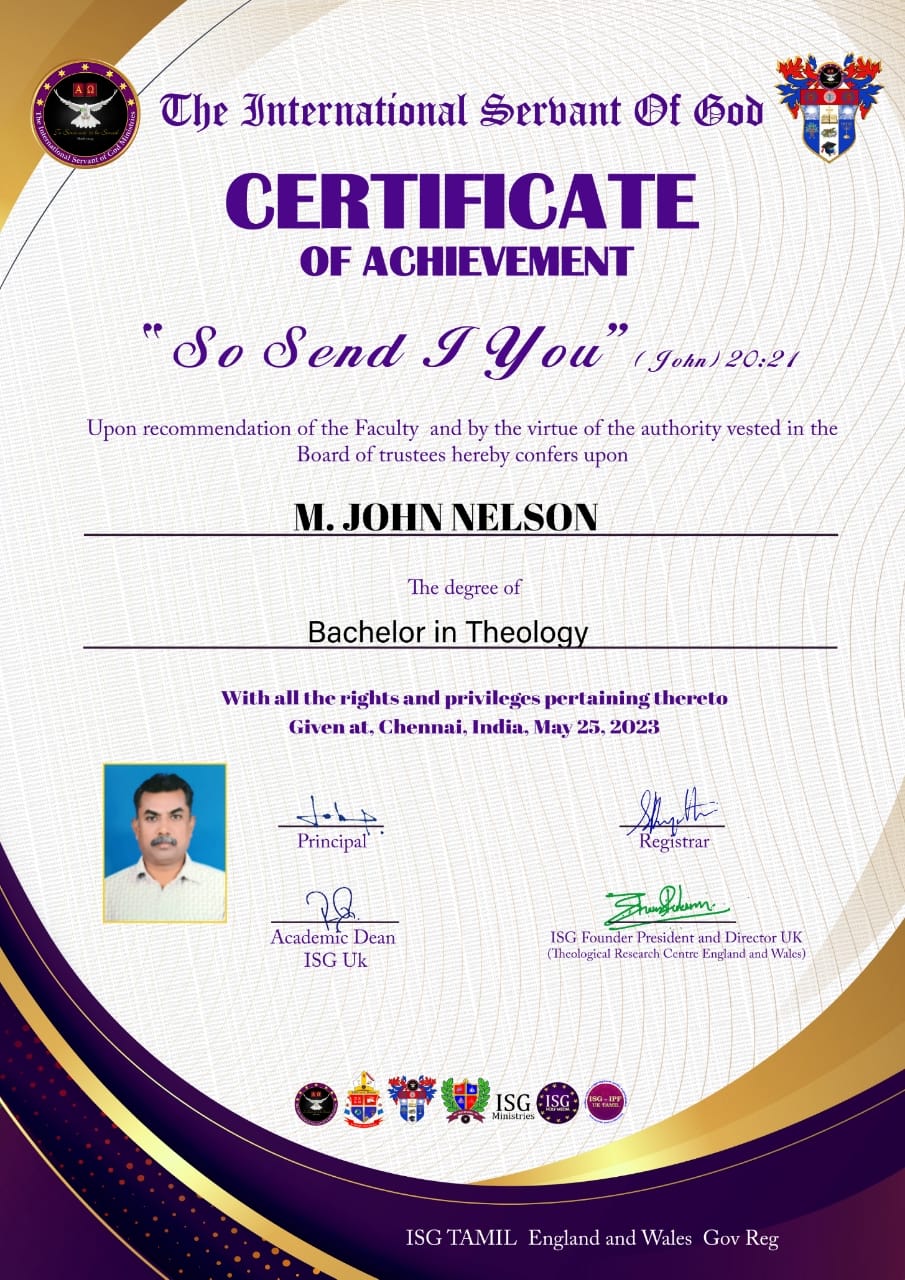 The International Servant Of God
CERTIFICATE
OF ACHIEVEMENT
“So Send I You” (John) 20:21
Upon recommendation of the Faculty and by the virtue of the authority vested in the
Board of trustees hereby confers upon
M. JOHN NELSON
The degree of
Bachelor in Theology
With all the rights and privileges pertaining thereto
Given at, Chennai, India, May 25, 2023
Principal
Registrar
Academic Dean
ISG Uk
ISG Founder President and Director UK
(Theological Research Centre England and Wales)
Α Ω
The International Servant of God Ministries
ISG
Ministries
ISG
ISG - IPF
UK TAMIL
ISG TAMIL England and Wales Gov Reg